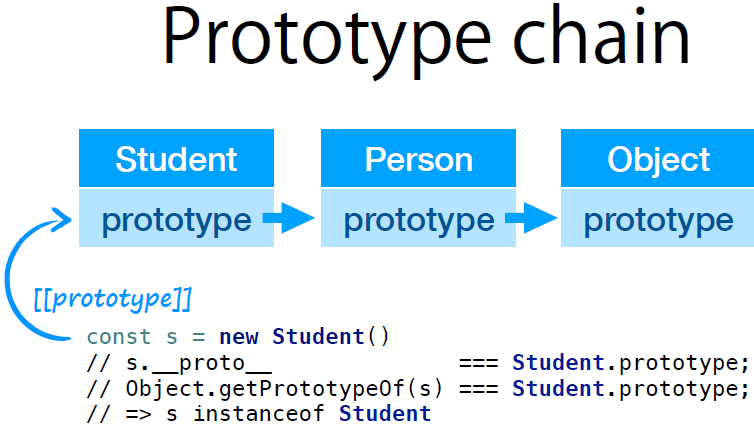 Prototype chain
Student Person Object
prototype prototype prototype
[[prototype]]
const s = new Student()
// s.__proto__ === Student.prototype;
// Object.getPrototypeOf(s) === Student.prototype;
// => s instanceof Student